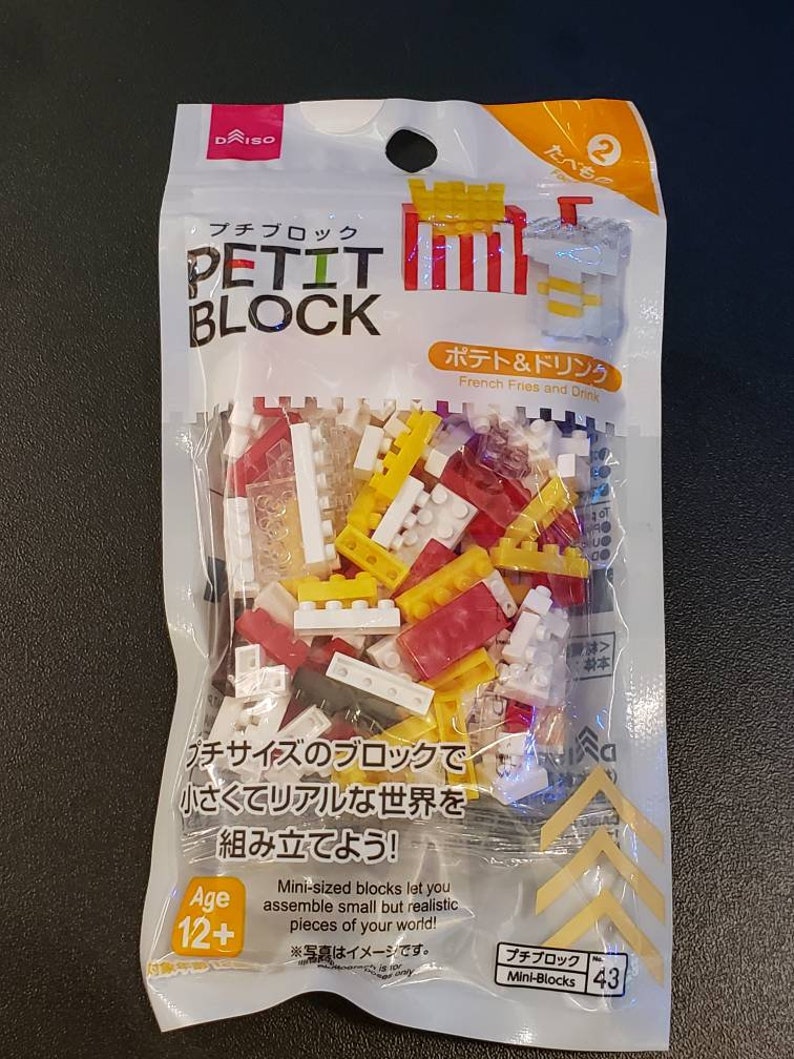 DAISO
2
たべもの
プチブロック
PETIT
BLOCK
ポテト&ドリンク
French Fries and Drink
プチサイズのブロックで
小さくてリアルな世界を
組み立てよう!
Age
12+
Mini-sized blocks let you
assemble small but realistic
pieces of your world!
※写真はイメージです。
プチブロック
Mini-Blocks
No.
43